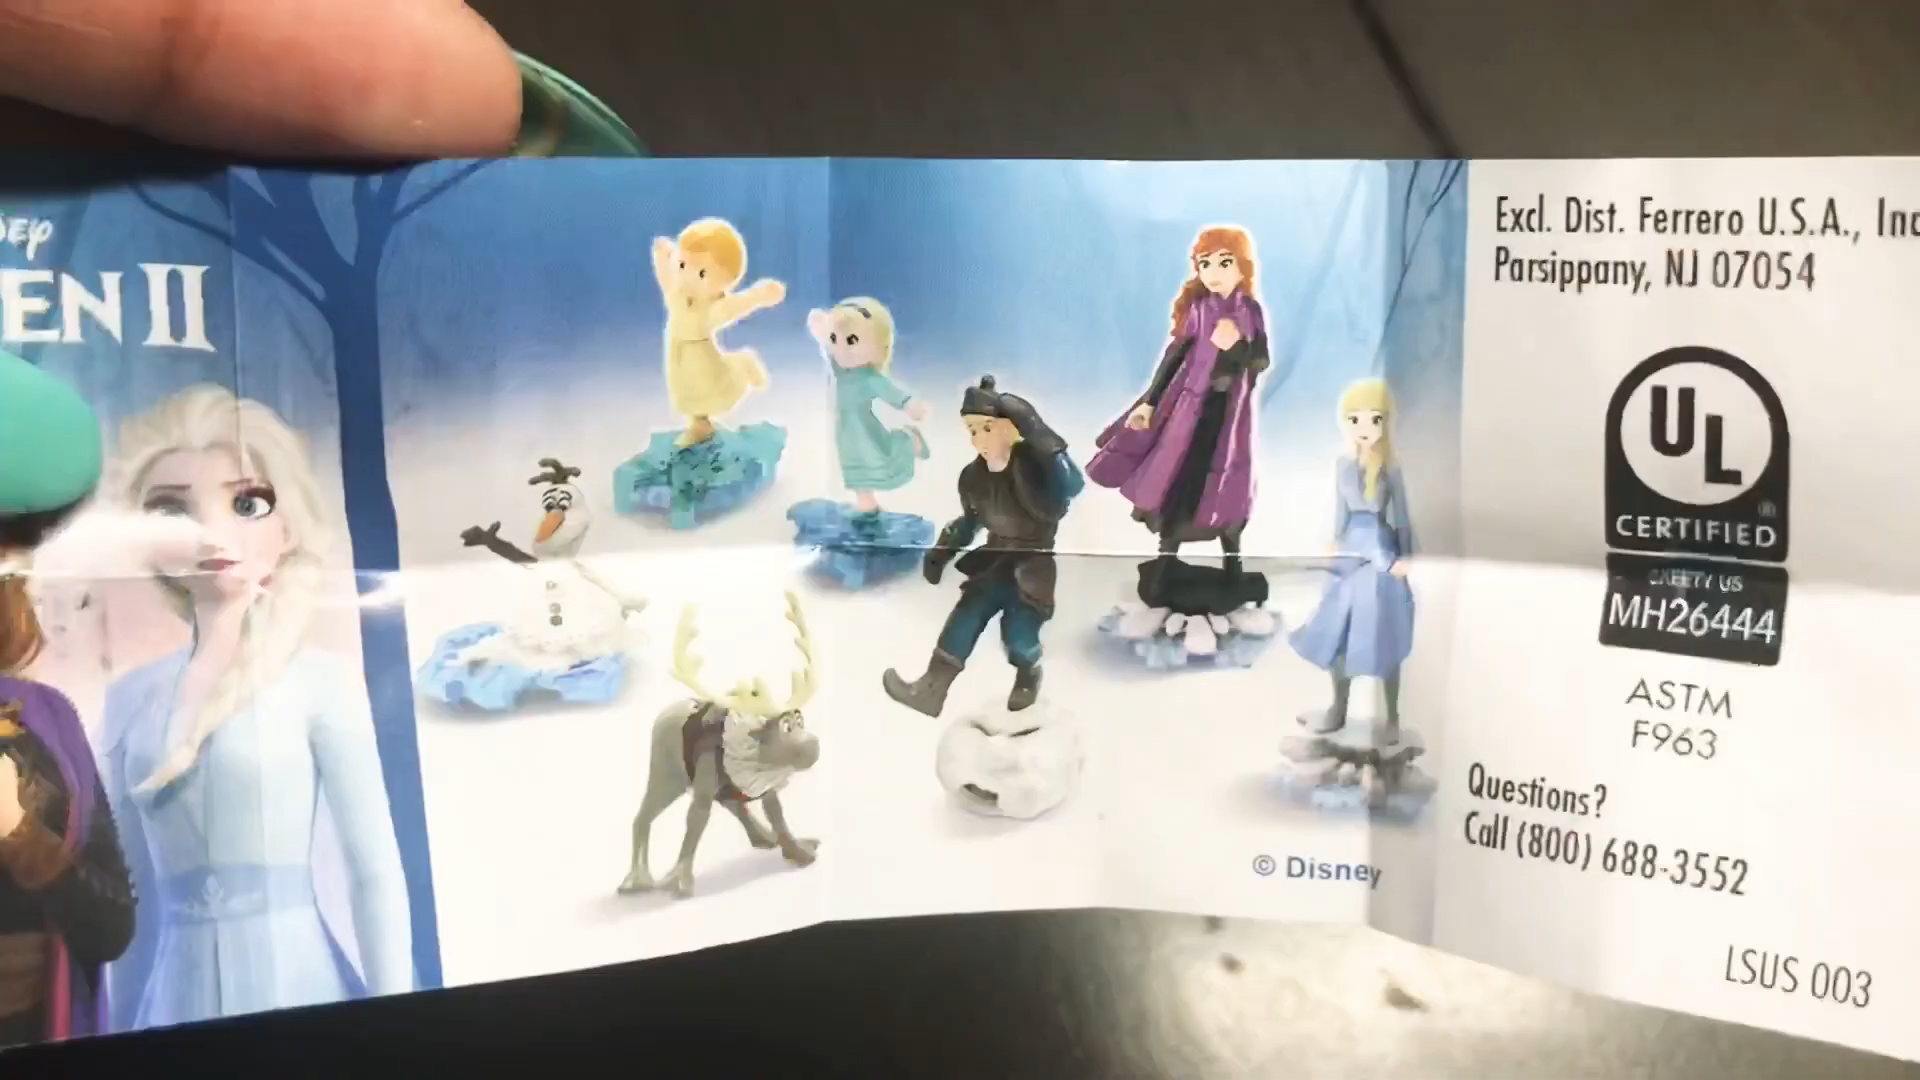 EN II
© Disney
Excl. Dist. Ferrero U.S.A., Inc
Parsippany, NJ 07054
UL
®
CERTIFIED
SAFETY US
MH26444
ASTM
F963
Questions?
Call (800) 688-3552
LSUS 003